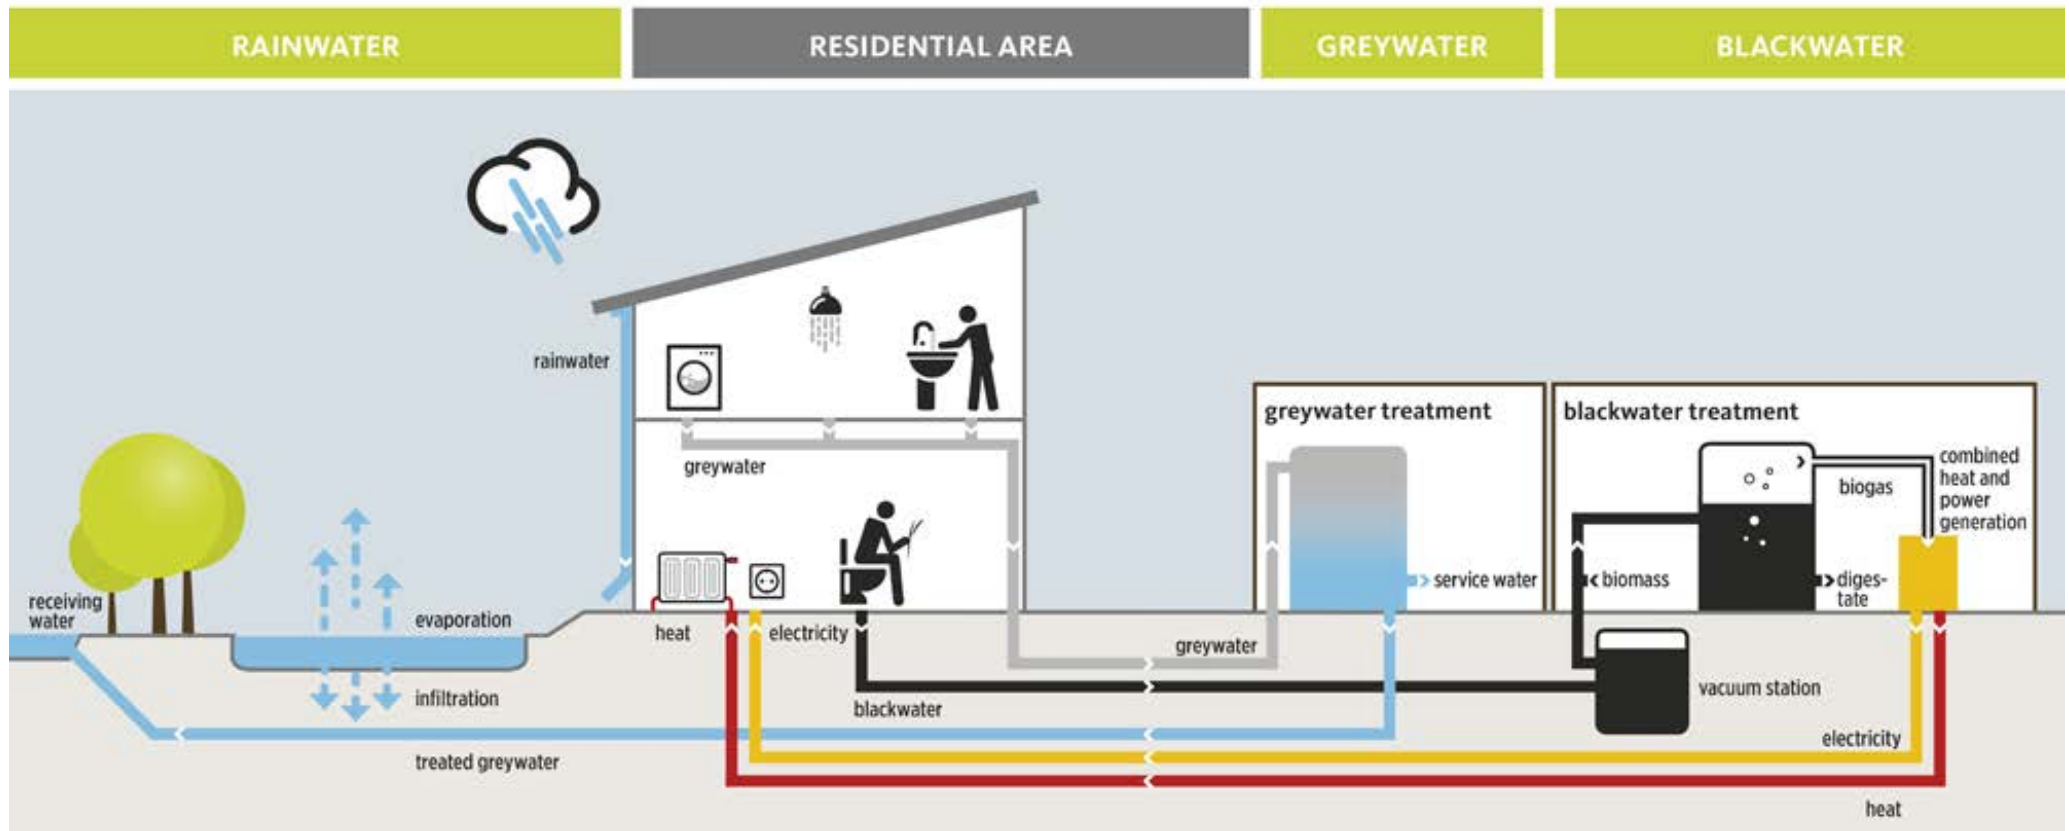 RAINWATER
RESIDENTIAL AREA
GREYWATER
BLACKWATER
rainwater
greywater
greywater treatment
blackwater treatment
combined
heat and
power
generation
biogas
service water
biomass
diges-
tate
receiving
water
evaporation
heat
electricity
greywater
infiltration
blackwater
vacuum station
treated greywater
electricity
heat